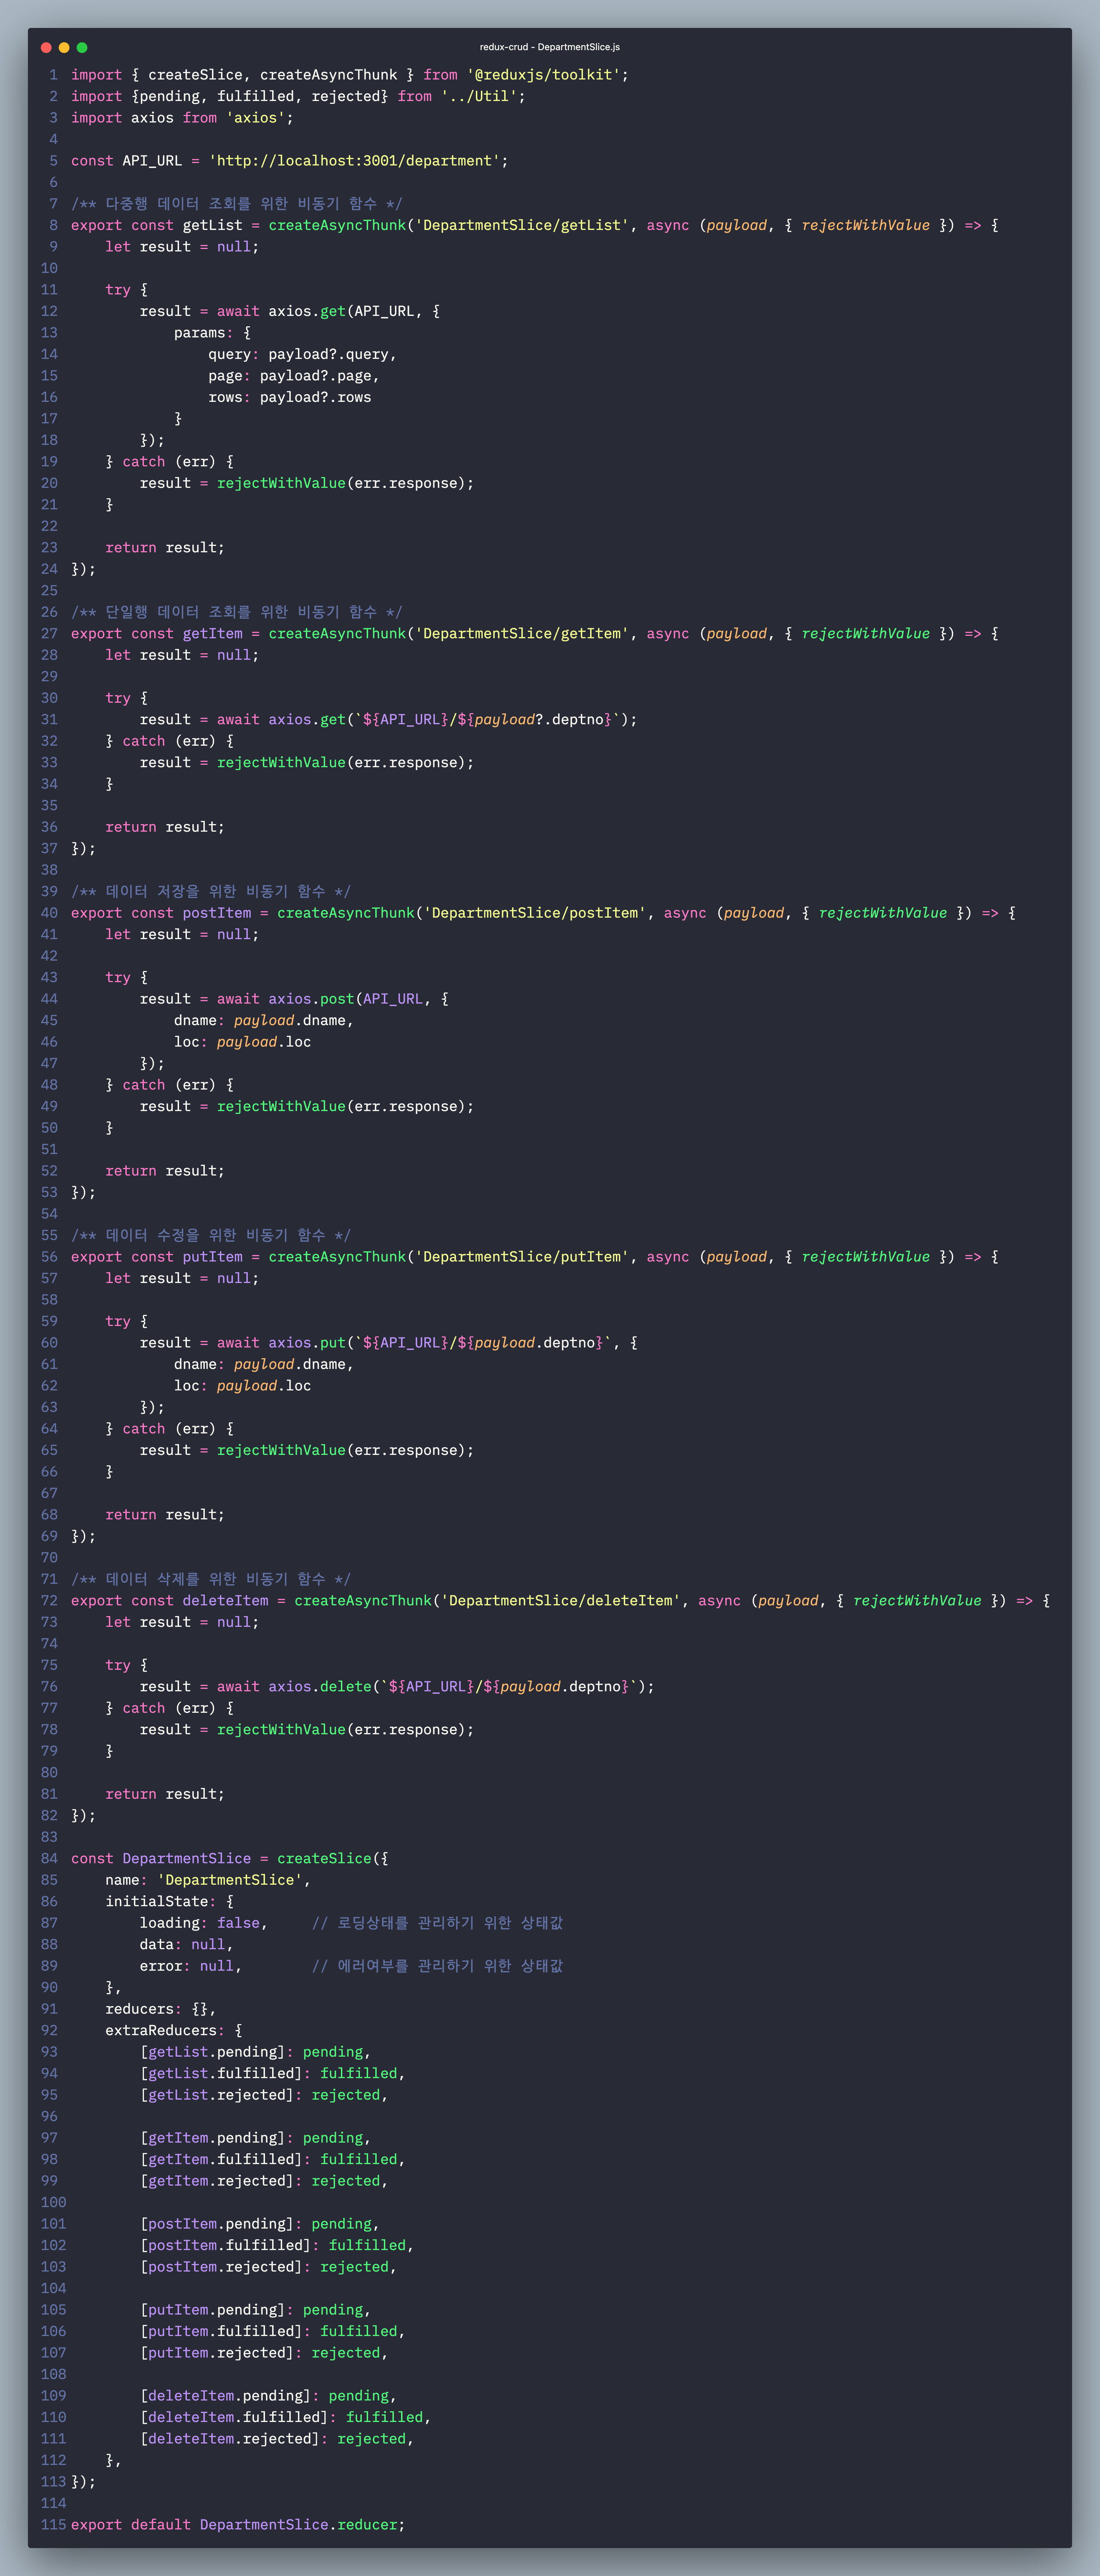 redux-crud - DepartmentSlice.js
1 import { createSlice, createAsyncThunk } from '@reduxjs/toolkit';
2 import {pending, fulfilled, rejected} from '../Util';
3 import axios from 'axios';
4
5 const API_URL = 'http://localhost:3001/department';
6
7 /** 다중행 데이터 조회를 위한 비동기 함수 */
8 export const getList = createAsyncThunk('DepartmentSlice/getList', async (payload, { rejectWithValue }) => {
9     let result = null;
10
11     try {
12         result = await axios.get(API_URL, {
13             params: {
14                 query: payload?.query,
15                 page: payload?.page,
16                 rows: payload?.rows
17             }
18         });
19     } catch (err) {
20         result = rejectWithValue(err.response);
21     }
22
23     return result;
24 });
25
26 /** 단일행 데이터 조회를 위한 비동기 함수 */
27 export const getItem = createAsyncThunk('DepartmentSlice/getItem', async (payload, { rejectWithValue }) => {
28     let result = null;
29
30     try {
31         result = await axios.get(`${API_URL}/${payload?.deptno}`);
32     } catch (err) {
33         result = rejectWithValue(err.response);
34     }
35
36     return result;
37 });
38
39 /** 데이터 저장을 위한 비동기 함수 */
40 export const postItem = createAsyncThunk('DepartmentSlice/postItem', async (payload, { rejectWithValue }) => {
41     let result = null;
42
43     try {
44         result = await axios.post(API_URL, {
45             dname: payload.dname,
46             loc: payload.loc
47         });
48     } catch (err) {
49         result = rejectWithValue(err.response);
50     }
51
52     return result;
53 });
54
55 /** 데이터 수정을 위한 비동기 함수 */
56 export const putItem = createAsyncThunk('DepartmentSlice/putItem', async (payload, { rejectWithValue }) => {
57     let result = null;
58
59     try {
60         result = await axios.put(`${API_URL}/${payload.deptno}`, {
61             dname: payload.dname,
62             loc: payload.loc
63         });
64     } catch (err) {
65         result = rejectWithValue(err.response);
66     }
67
68     return result;
69 });
70
71 /** 데이터 삭제를 위한 비동기 함수 */
72 export const deleteItem = createAsyncThunk('DepartmentSlice/deleteItem', async (payload, { rejectWithValue }) => {
73     let result = null;
74
75     try {
76         result = await axios.delete(`${API_URL}/${payload.deptno}`);
77     } catch (err) {
78         result = rejectWithValue(err.response);
79     }
80
81     return result;
82 });
83
84 const DepartmentSlice = createSlice({
85     name: 'DepartmentSlice',
86     initialState: {
87         loading: false,     // 로딩상태를 관리하기 위한 상태값
88         data: null,
89         error: null,        // 에러여부를 관리하기 위한 상태값
90     },
91     reducers: {},
92     extraReducers: {
93         [getList.pending]: pending,
94         [getList.fulfilled]: fulfilled,
95         [getList.rejected]: rejected,
96
97         [getItem.pending]: pending,
98         [getItem.fulfilled]: fulfilled,
99         [getItem.rejected]: rejected,
100
101         [postItem.pending]: pending,
102         [postItem.fulfilled]: fulfilled,
103         [postItem.rejected]: rejected,
104
105         [putItem.pending]: pending,
106         [putItem.fulfilled]: fulfilled,
107         [putItem.rejected]: rejected,
108
109         [deleteItem.pending]: pending,
110         [deleteItem.fulfilled]: fulfilled,
111         [deleteItem.rejected]: rejected,
112     },
113 });
114
115 export default DepartmentSlice.reducer;